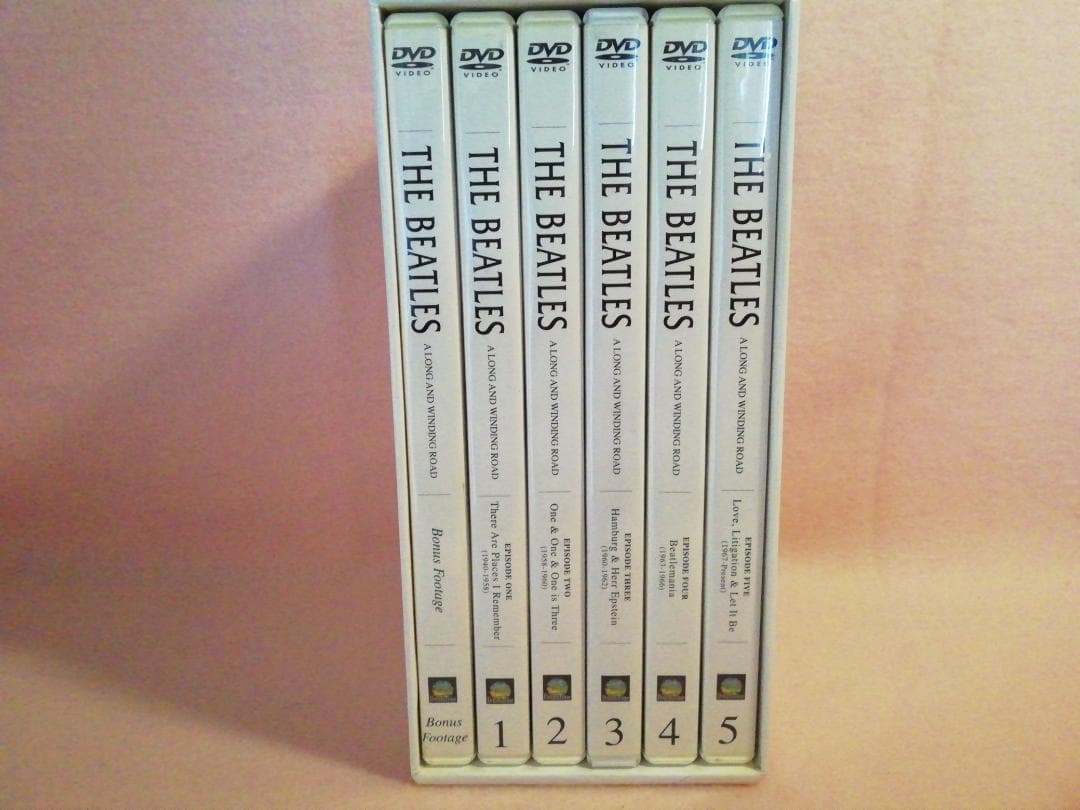 DVD
VIDEO
THE BEATLES
A LONG AND WINDING ROAD
Bonus Footage
Bonus
Footage
DVD
VIDEO
THE BEATLES
A LONG AND WINDING ROAD
EPISODE ONE
There Are Places I Remember
(1940-1958)
1
DVD
VIDEO
THE BEATLES
A LONG AND WINDING ROAD
EPISODE TWO
One & One & One is Three
(1958-1960)
2
DVD
VIDEO
THE BEATLES
A LONG AND WINDING ROAD
EPISODE THREE
Hamburg & Herr Epstein
(1960-1962)
3
DVD
VIDEO
THE BEATLES
A LONG AND WINDING ROAD
EPISODE FOUR
Beatlemania
(1963-1966)
4
DVD
VIDEO
THE BEATLES
A LONG AND WINDING ROAD
EPISODE FIVE
Love, Litigation & Let It Be
(1967-Present)
5